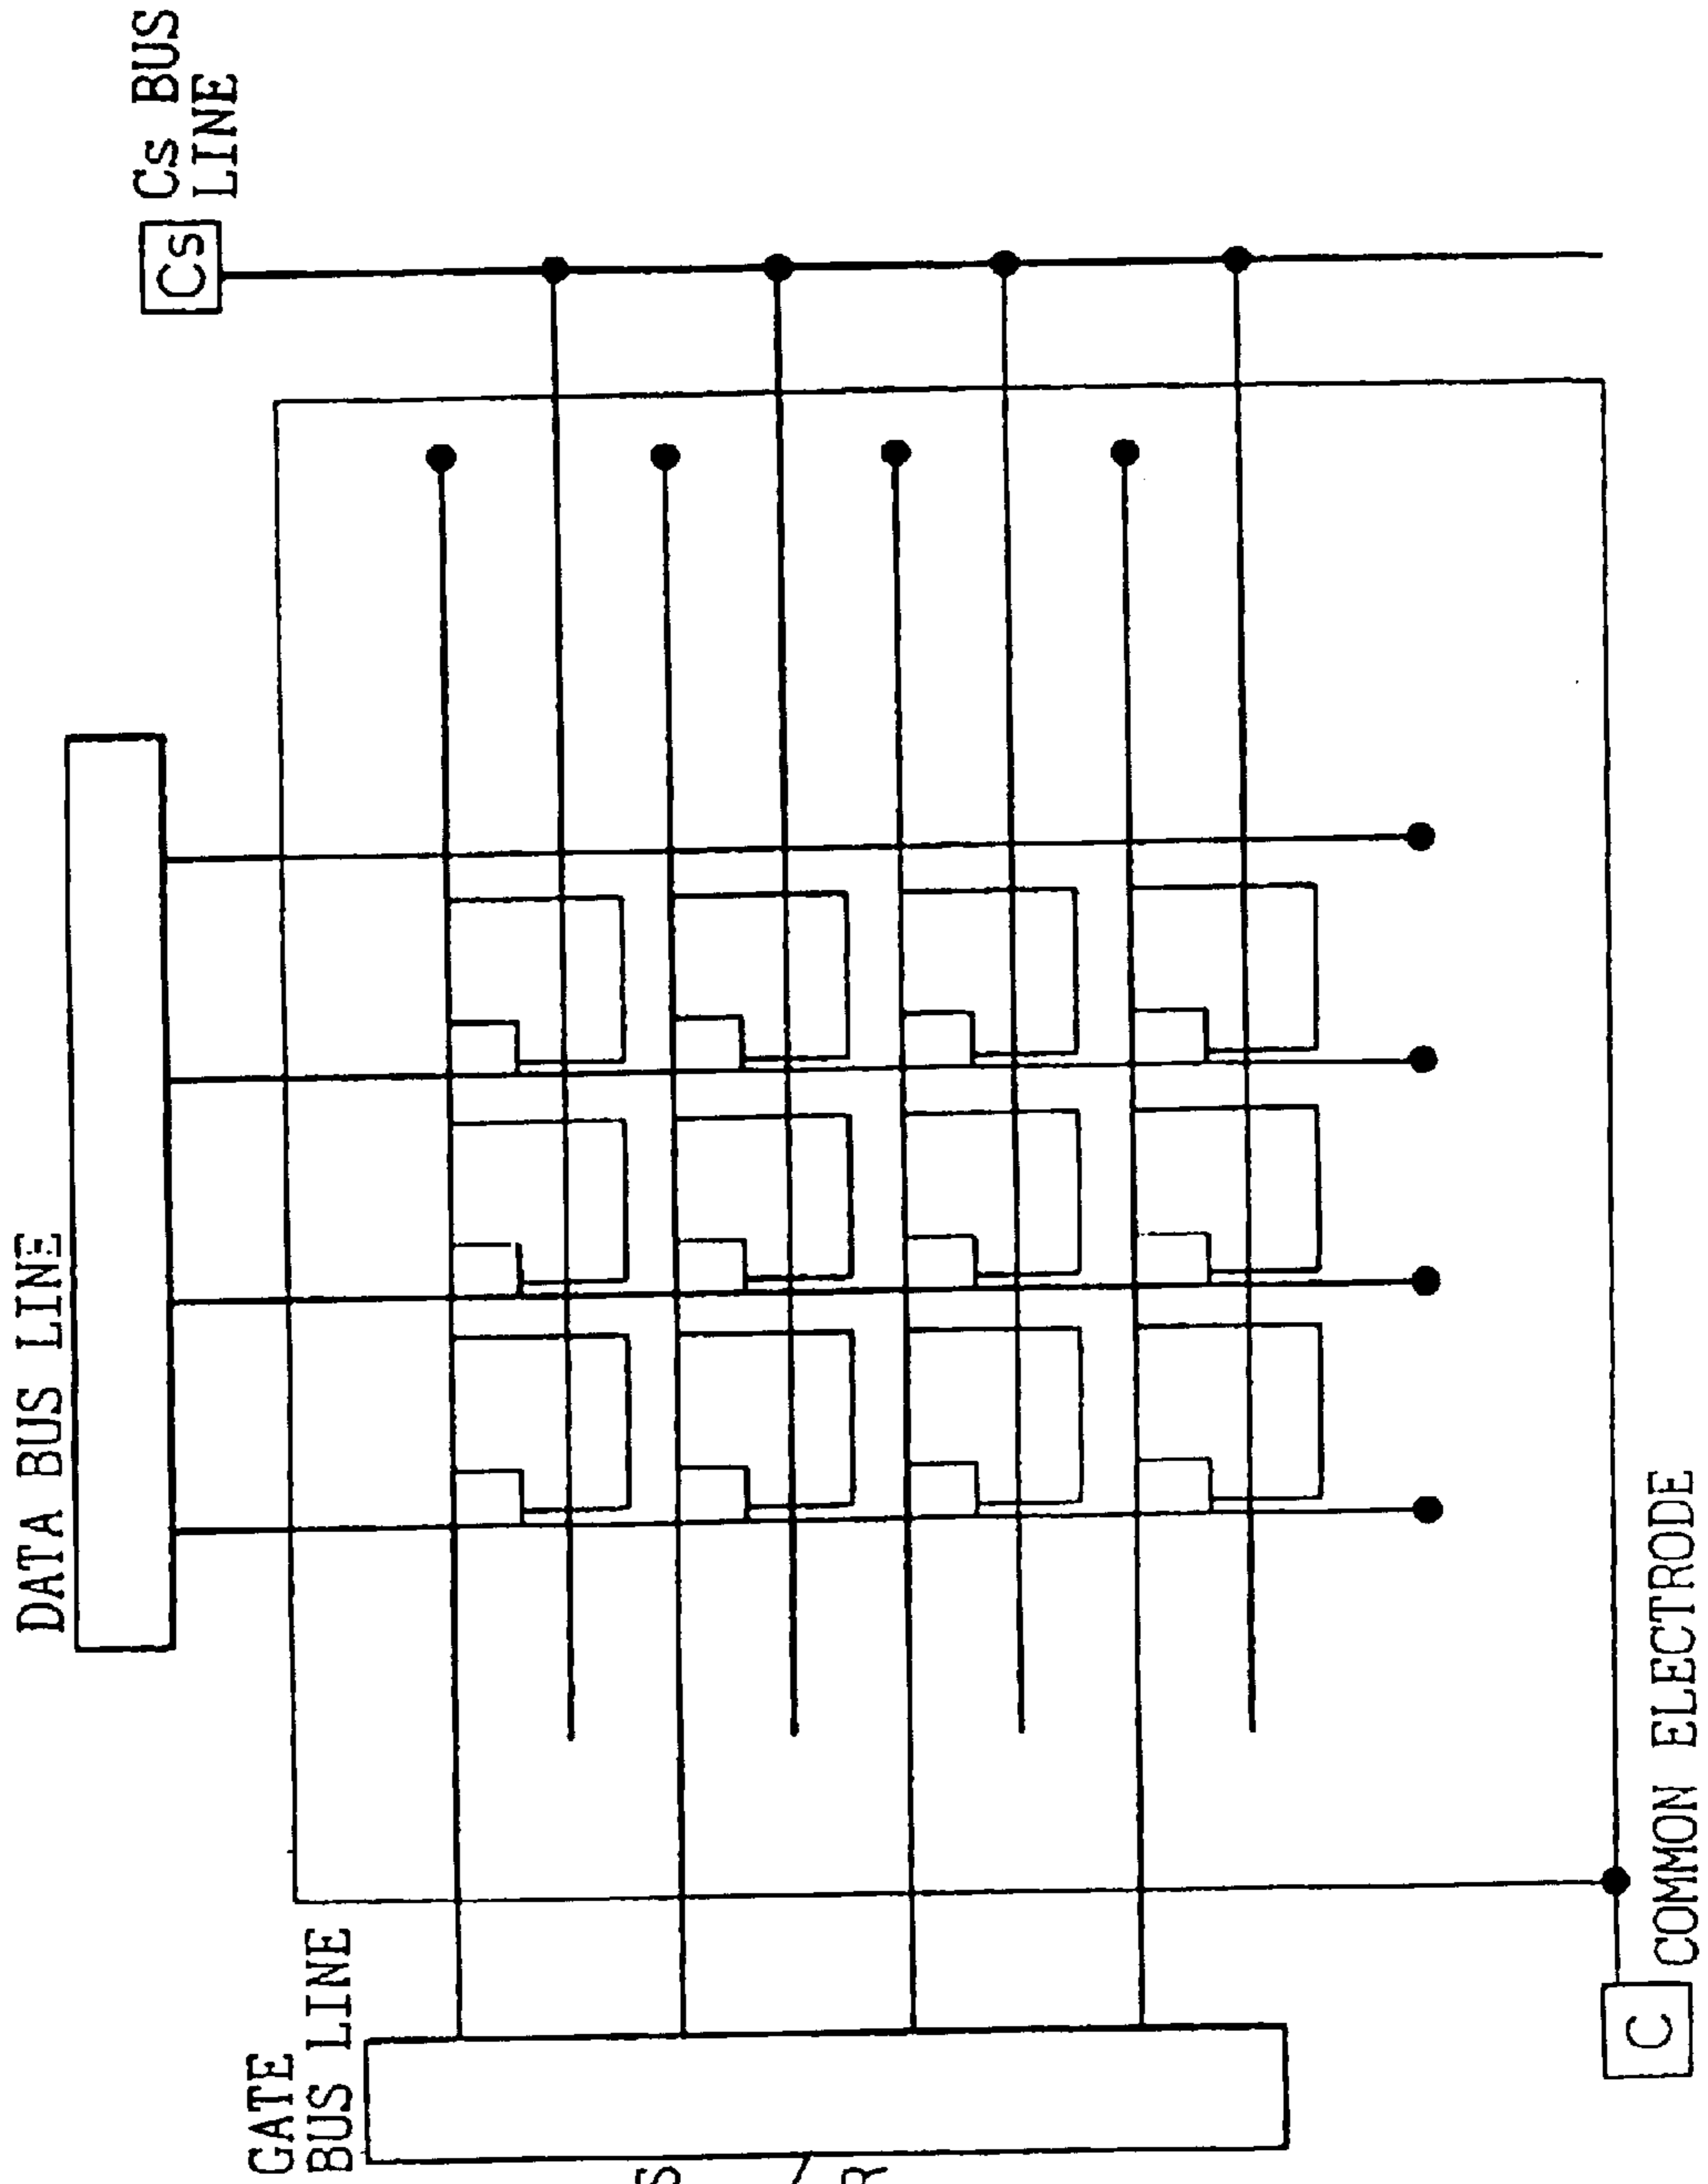 DATA BUS LINE
Cs
Cs BUS
LINE
GATE
BUS LINE
S
R
C
COMMON ELECTRODE